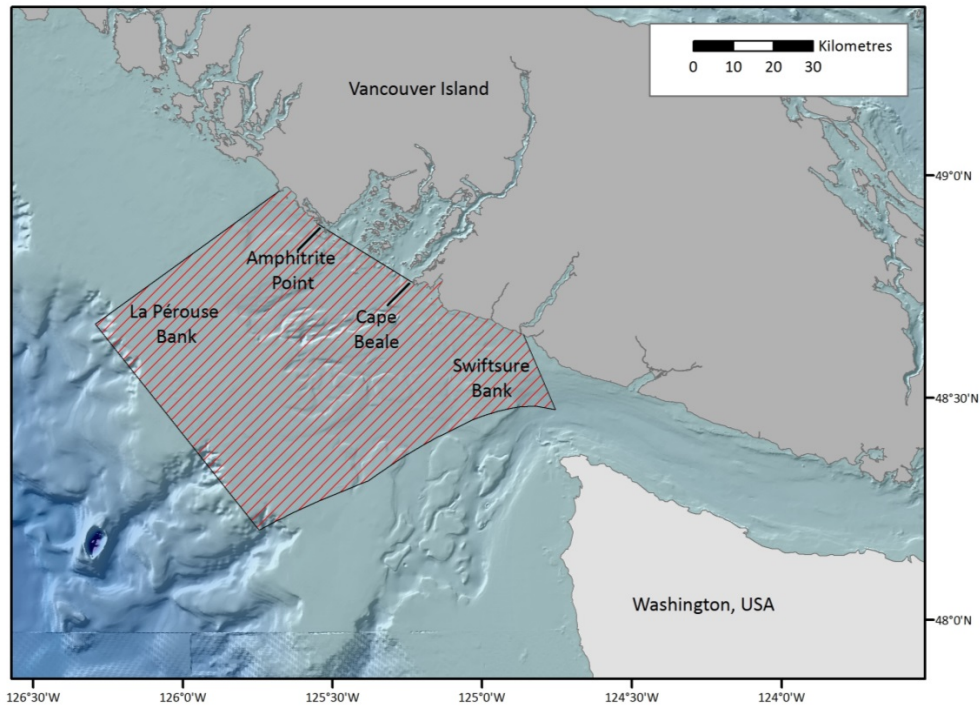 Vancouver Island
Kilometres
0 10 20 30
49°0'N
Amphitrite
Point
La Pérouse
Bank
Cape
Beale
Swiftsure
Bank
48°30'N
Washington, USA
48°0'N
126°30'W 126°0'W 125°30'W 125°0'W 124°30'W 124°0'W